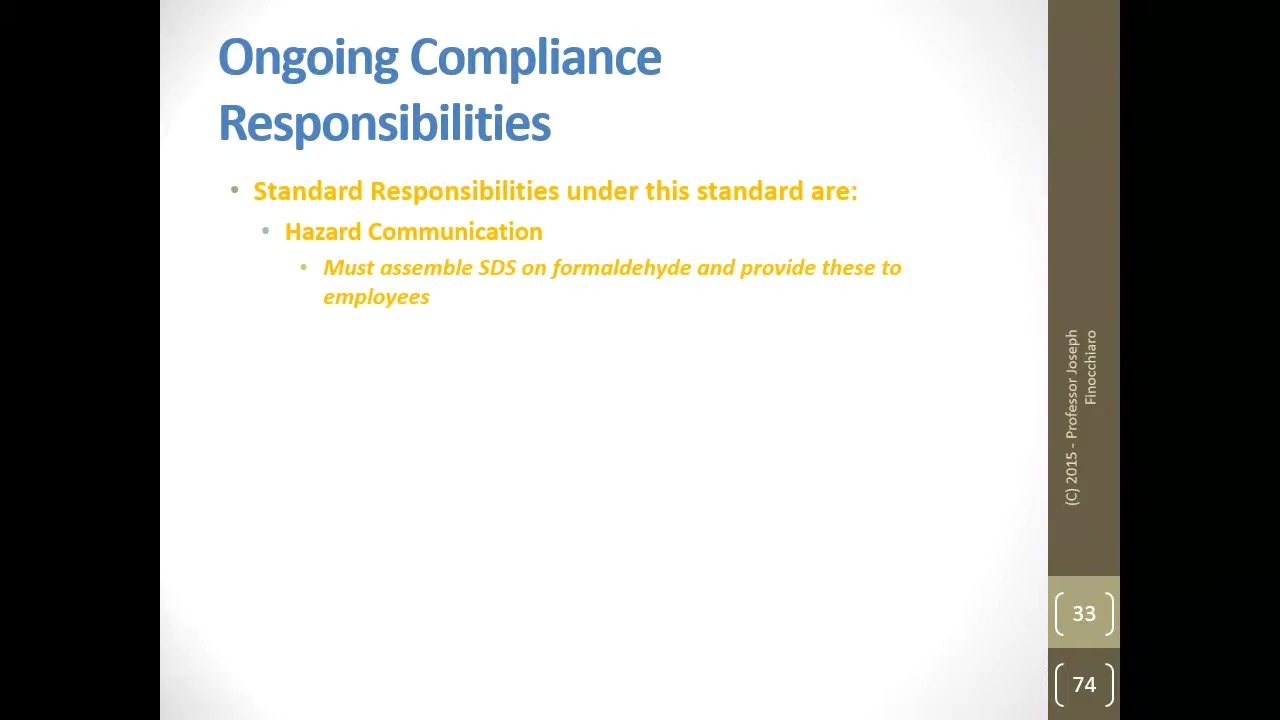 Ongoing Compliance
Responsibilities
• Standard Responsibilities under this standard are:
• Hazard Communication
• Must assemble SDS on formaldehyde and provide these to
employees
(C) 2015 - Professor Joseph
Finocchiaro
33
74